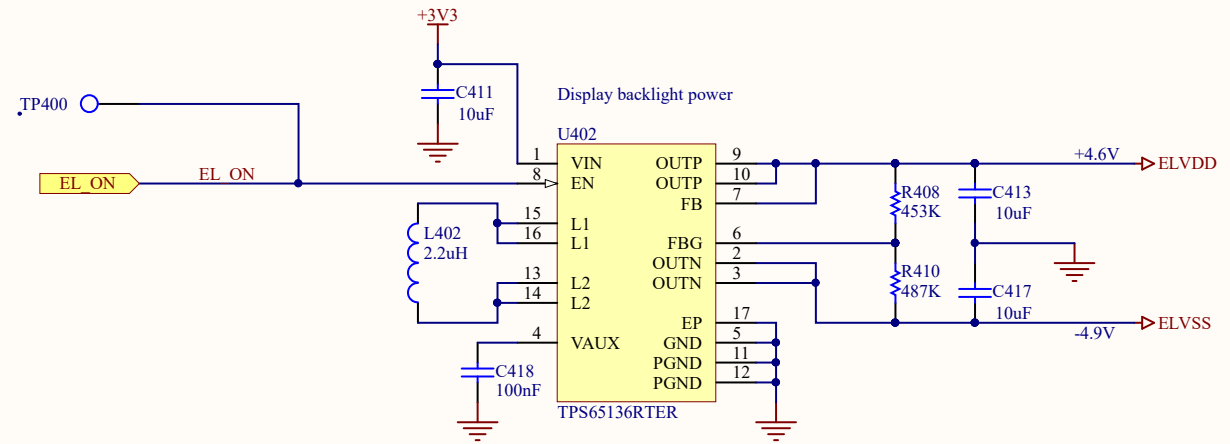 +3V3
TP400
C411
10uF
Display backlight power
U402
EL_ON
EL_ON
1
VIN
8
EN
15
L1
16
L1
13
L2
14
L2
4
VAUX
OUTP
9
OUTP
10
FB
7
FBG
6
OUTN
2
OUTN
3
EP
17
GND
5
PGND
11
PGND
12
TPS65136RTER
L402
2.2uH
C418
100nF
+4.6V
ELVDD
R408
453K
C413
10uF
R410
487K
C417
10uF
-4.9V
ELVSS